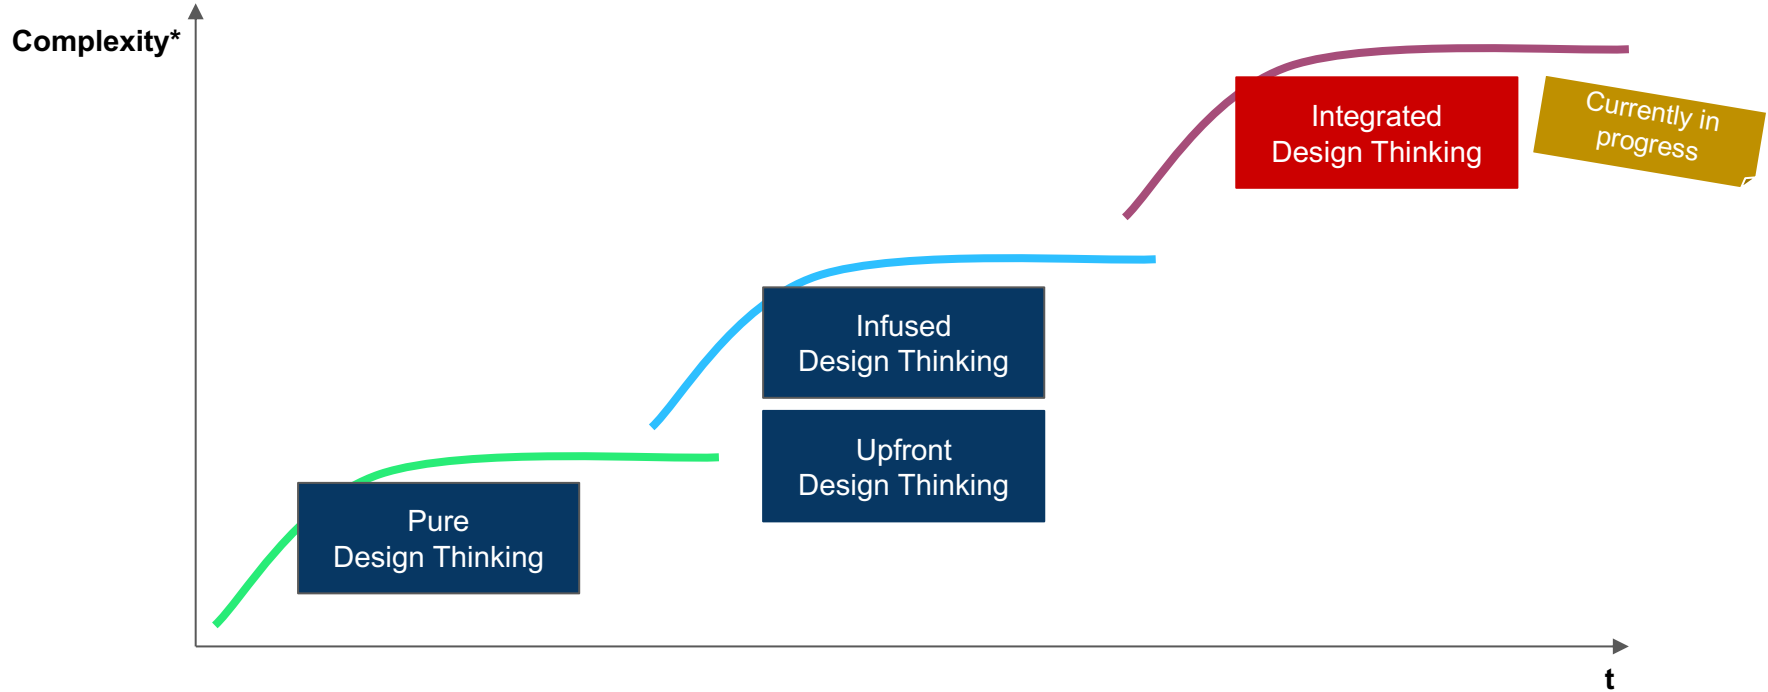 Complexity*
Integrated
Design Thinking
Currently in
progress
Infused
Design Thinking
Upfront
Design Thinking
Pure
Design Thinking
t